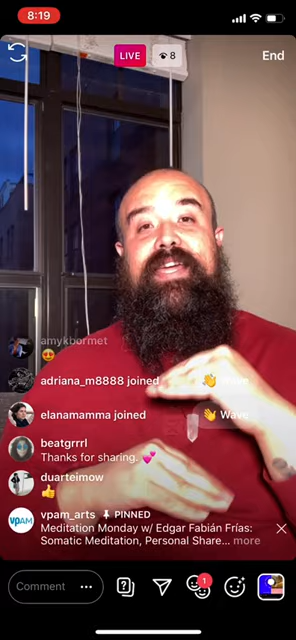 8:19
LIVE 8 End
amykbormet
adriana_m8888 joined Wave
elanamamma joined Wave
beatgrrrl
Thanks for sharing.
duarteimow
VPAM vpam_arts PINNED
Meditation Monday w/ Edgar Fabián Frías:
Somatic Meditation, Personal Share... more
Comment ... ? 1